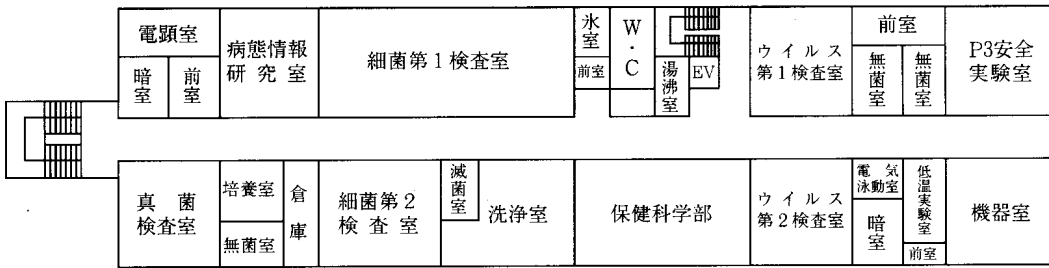 電顕室
暗室
前室
病態情報
研究室
細菌第1検査室
氷室
前室
W・C
湯沸室
EV
ウイルス
第1検査室
前室
無菌室
無菌室
P3安全
実験室
真菌
検査室
培養室
無菌室
倉庫
細菌第2
検査室
滅菌室
洗浄室
保健科学部
ウイルス
第2検査室
電気
泳動室
暗室
低温実験室
前室
機器室